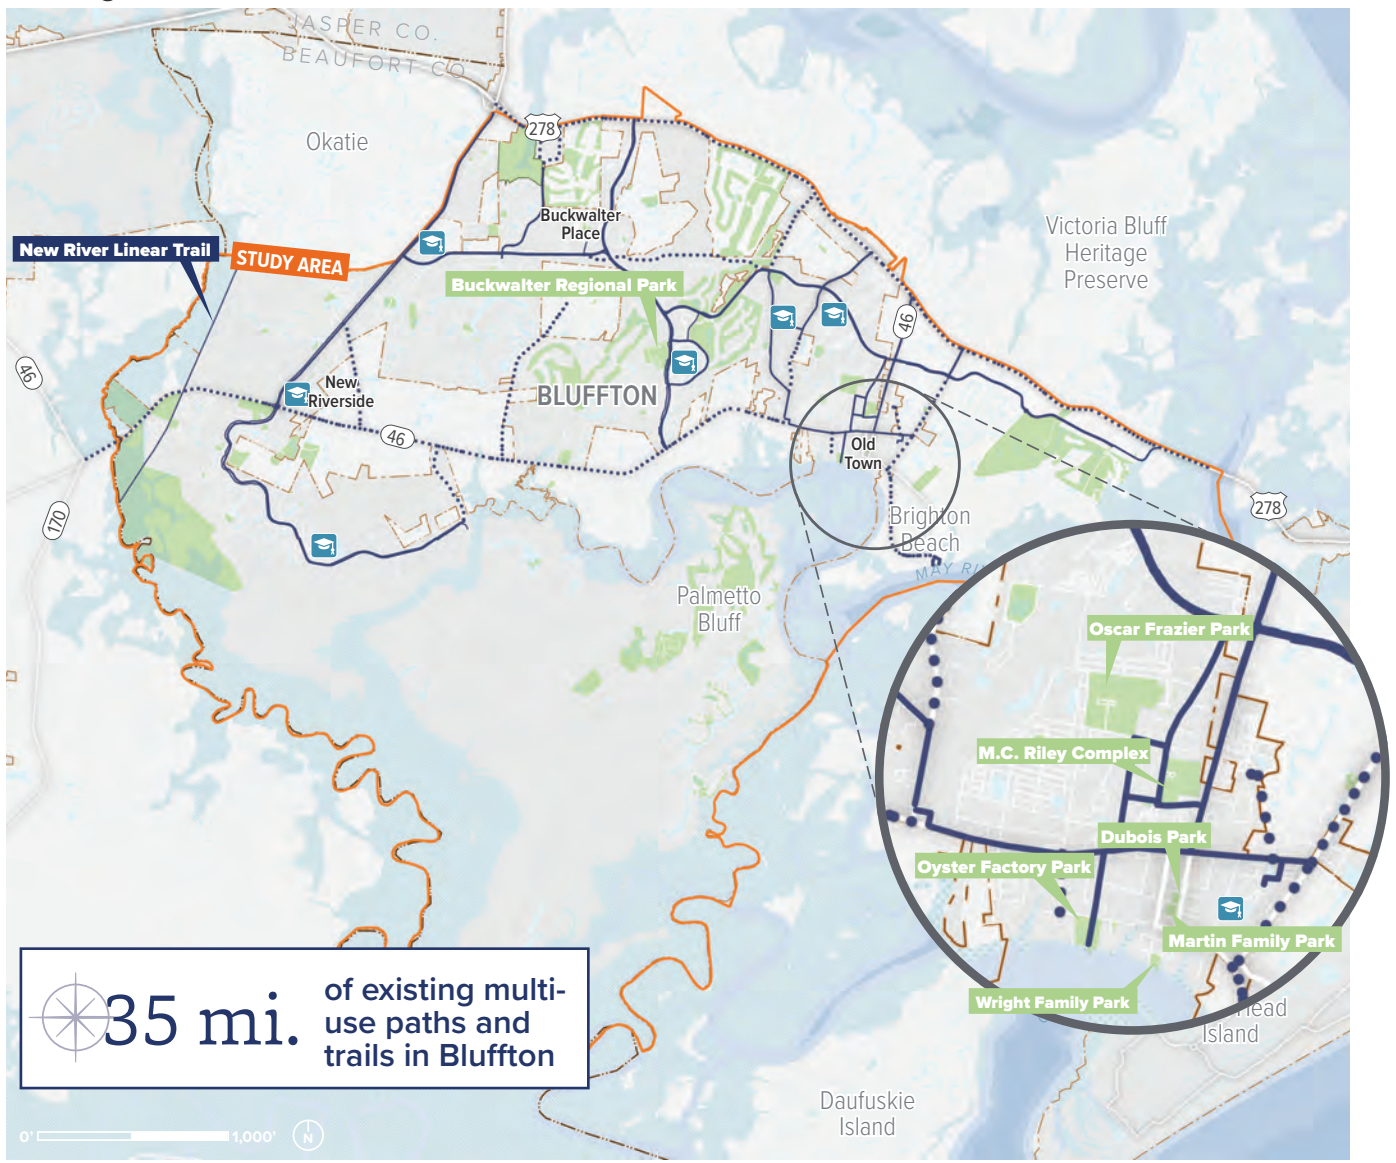 JASPER CO.
BEAUFORT CO
Okatie
278
Buckwalter
Place
Victoria Bluff
Heritage
Preserve
New River Linear Trail
STUDY AREA
Buckwalter Regional Park
46
46
New
Riverside
BLUFFTON
46
Old
Town
170
278
Brighton
Beach
MAY RI
Palmetto
Bluff
Oscar Frazier Park
M.C. Riley Complex
Dubois Park
Oyster Factory Park
Martin Family Park
Wright Family Park
Head
Island
35 mi.
of existing multi-
use paths and
trails in Bluffton
Daufuskie
Island
0'
1,000'
N